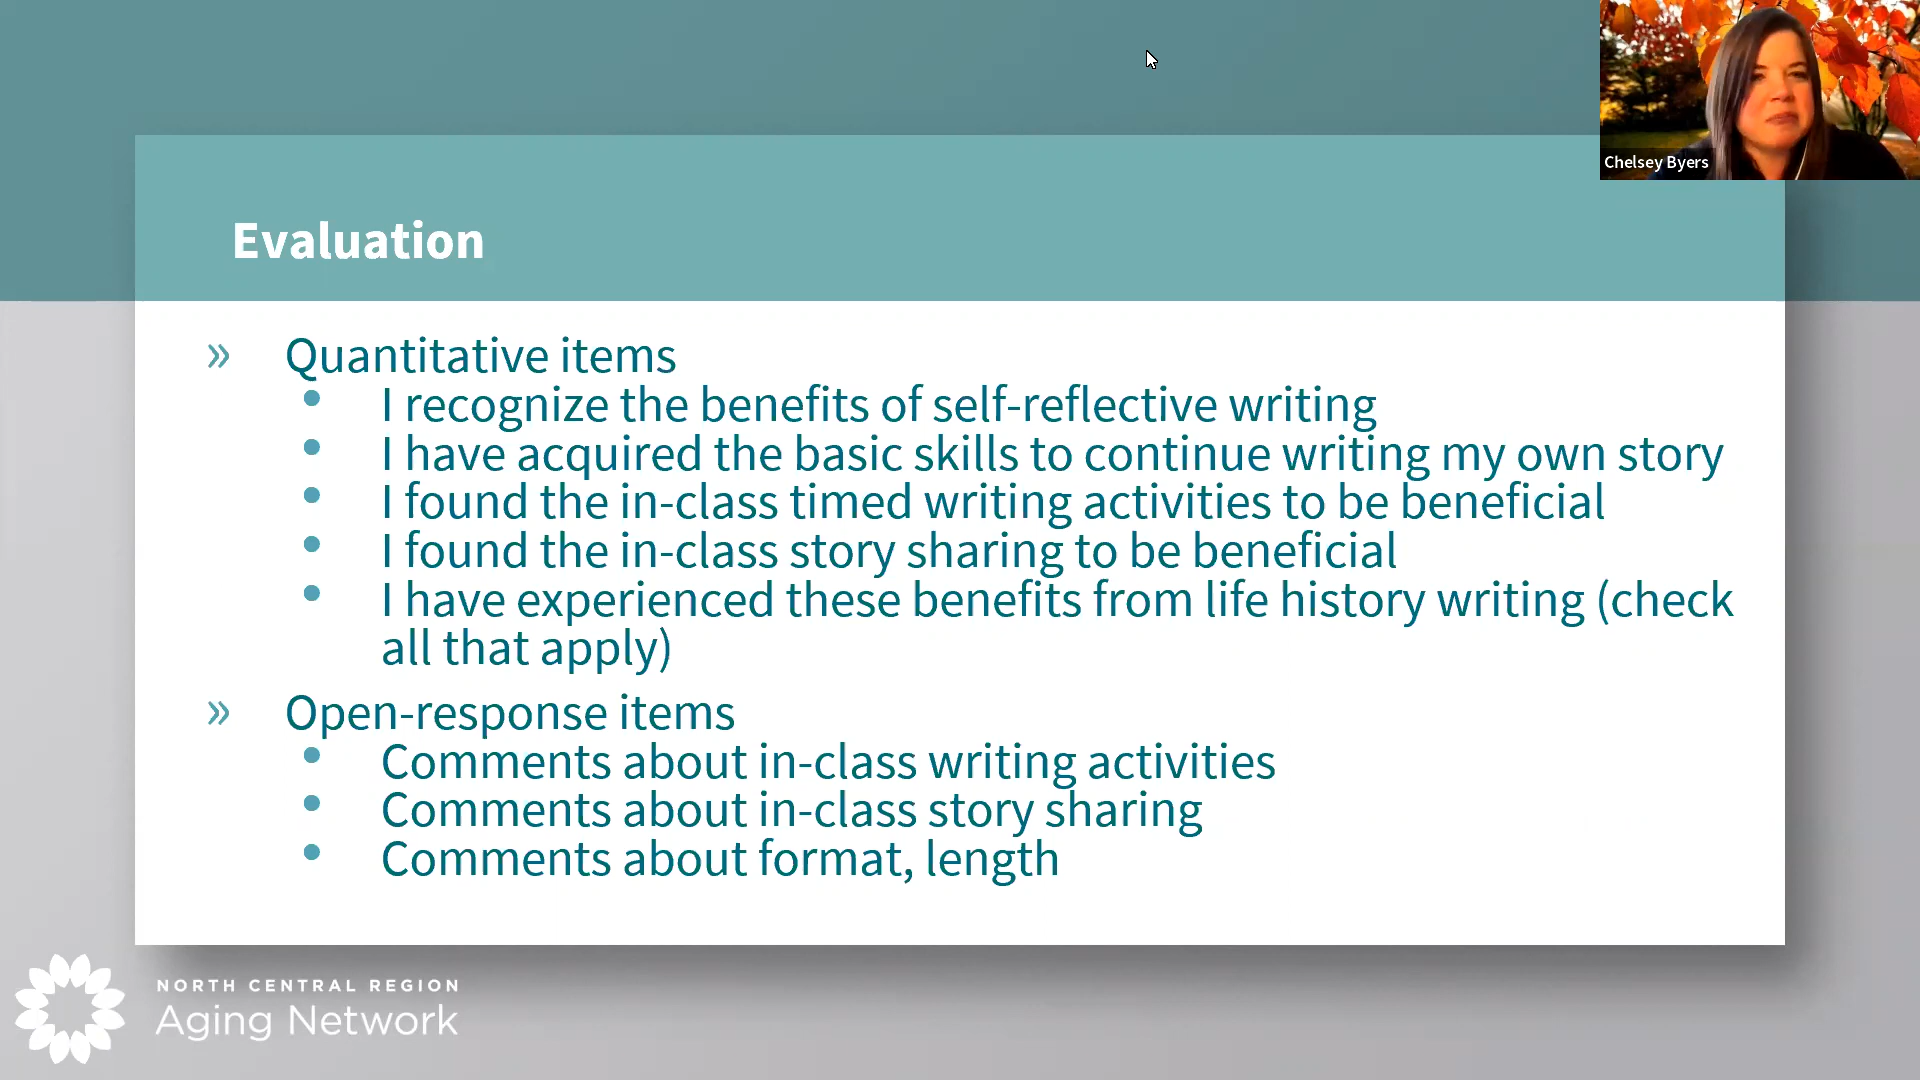 Chelsey Byers
Evaluation
» Quantitative items
• I recognize the benefits of self-reflective writing
• I have acquired the basic skills to continue writing my own story
• I found the in-class timed writing activities to be beneficial
• I found the in-class story sharing to be beneficial
• I have experienced these benefits from life history writing (check
all that apply)
» Open-response items
• Comments about in-class writing activities
• Comments about in-class story sharing
• Comments about format, length
NORTH CENTRAL REGION
Aging Network